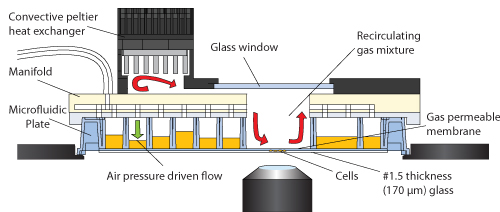 Convective peltier
heat exchanger
Glass window
Recirculating
gas mixture
Manifold
Microfluidic
Plate
Gas permeable
membrane
Air pressure driven flow
Cells
#1.5 thickness
(170 μm) glass